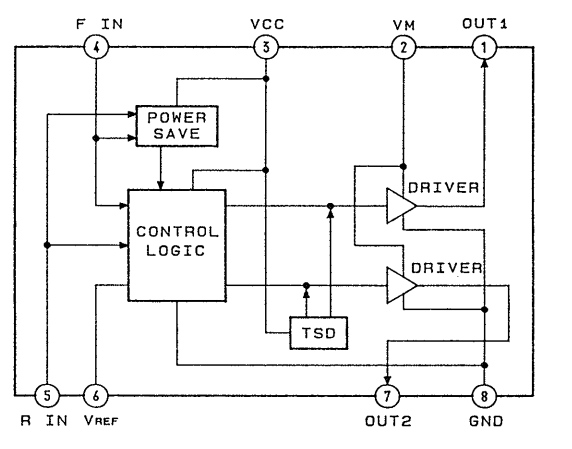 F IN VCC VM OUT1
4 3 2 1
POWER
SAVE
DRIVER
CONTROL
LOGIC
DRIVER
TSD
5 6 7 8
R IN VREF OUT2 GND